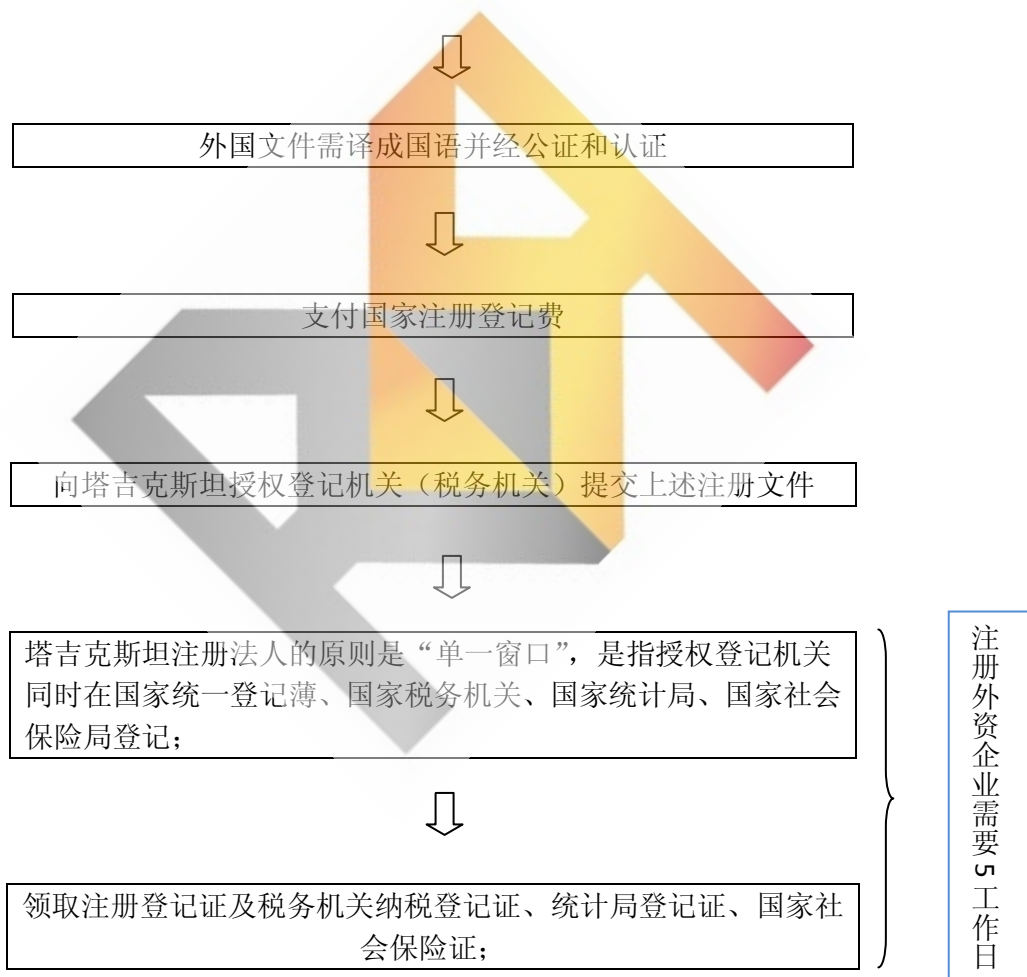 外国文件需译成国语并经公证和认证
支付国家注册登记费
向塔吉克斯坦授权登记机关（税务机关）提交上述注册文件
塔吉克斯坦注册法人的原则是“单一窗口”，是指授权登记机关
同时在国家统一登记薄、国家税务机关、国家统计局、国家社会
保险局登记；
领取注册登记证及税务机关纳税登记证、统计局登记证、国家社
会保险证；
注册外资企业需要5工作日